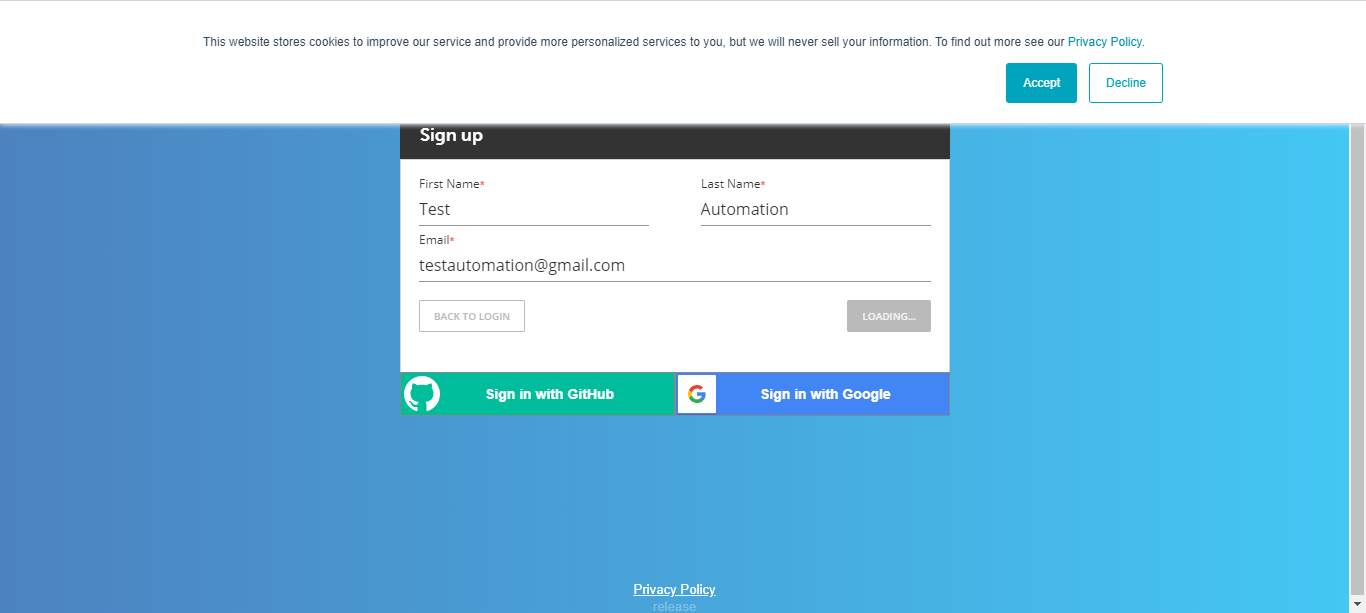 This website stores cookies to improve our service and provide more personalized services to you, but we will never sell your information. To find out more see our Privacy Policy.
Accept
Decline
Sign up
First Name*
Last Name*
Test
Automation
Email*
testautomation@gmail.com
BACK TO LOGIN
LOADING...
Sign in with GitHub
G
Sign in with Google
Privacy Policy
release